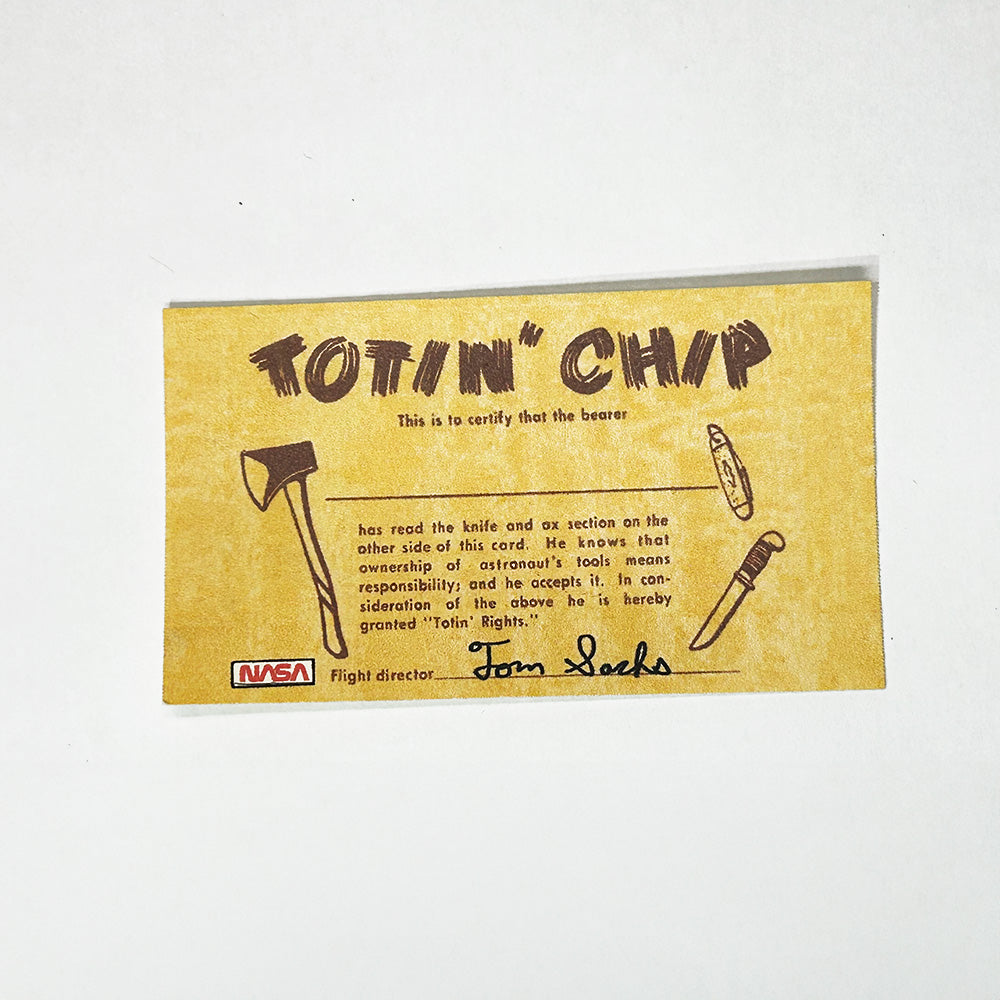 TOTIN" CHIP
This is to certify that the bearer
has read the knife and ax section on the
other side of this card. He knows that
ownership of astronaut's tools means
responsibility; and he accepts it. In con-
sideration of the above he is hereby
granted "Totin' Rights."
NASA Flight director Tom Sachs